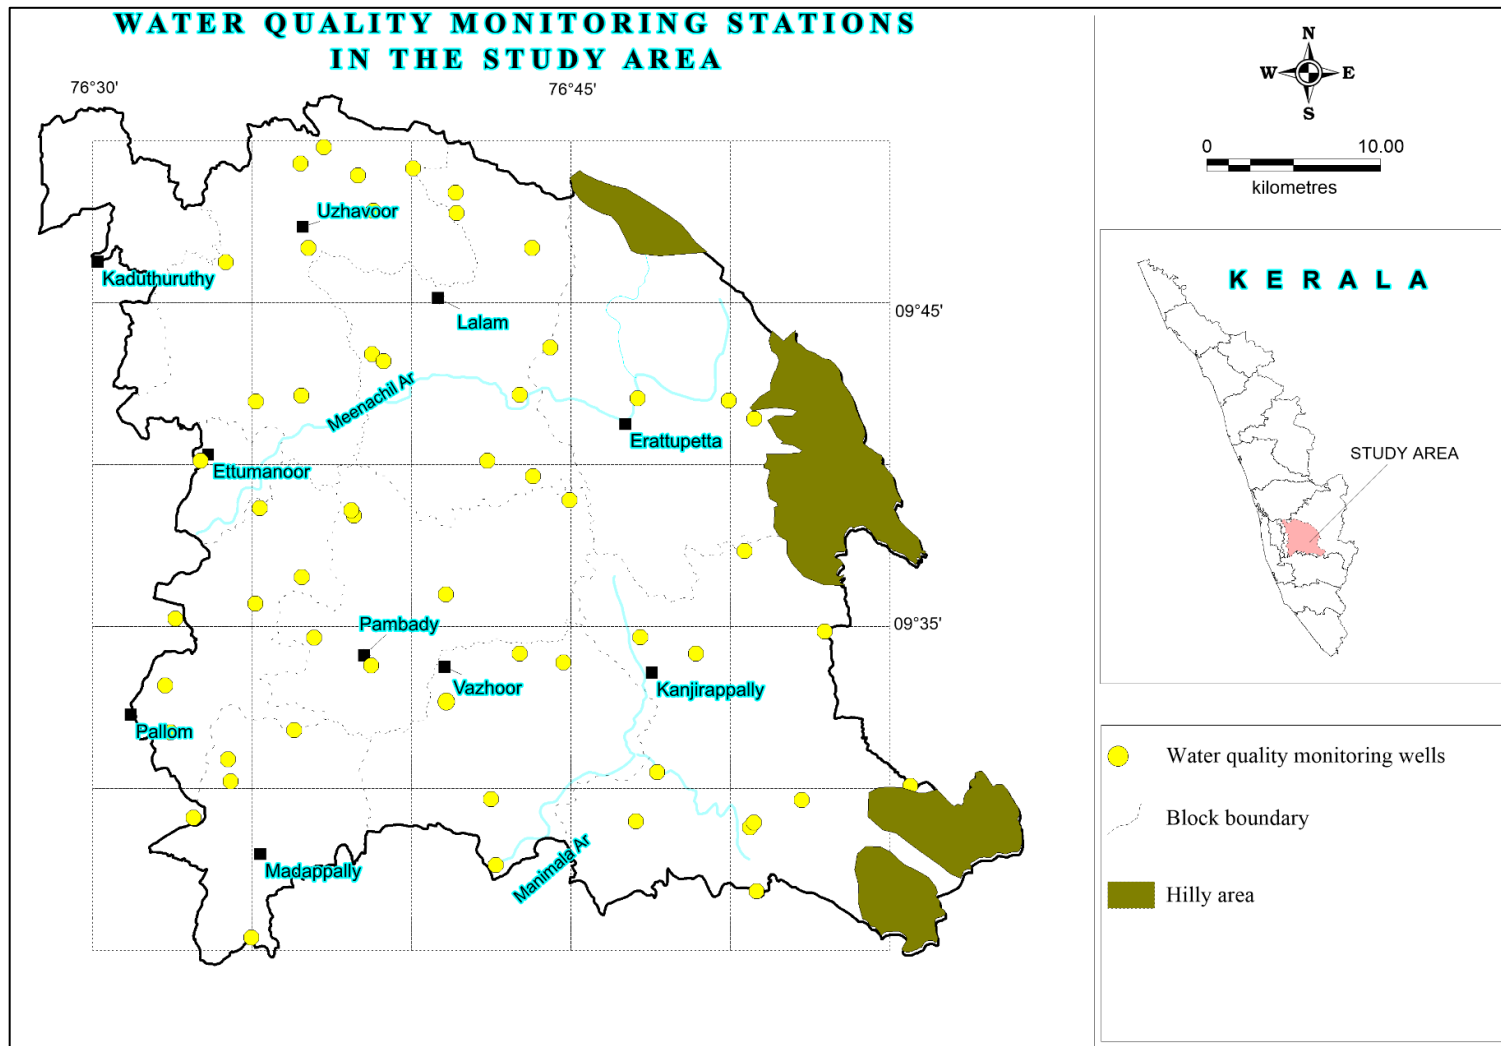 WATER QUALITY MONITORING STATIONS
IN THE STUDY AREA
76°30'
76°45'
Uzhavoor
Kaduthuruthy
Lalam
09°45'
Meenachil Ar
Erattupetta
Ettumanoor
Pambady
09°35'
Vazhoor
Kanjirappally
Pallom
Madappally
Manimala Ar
N
W
E
S
0
10.00
kilometres
KERALA
STUDY AREA
Water quality monitoring wells
Block boundary
Hilly area